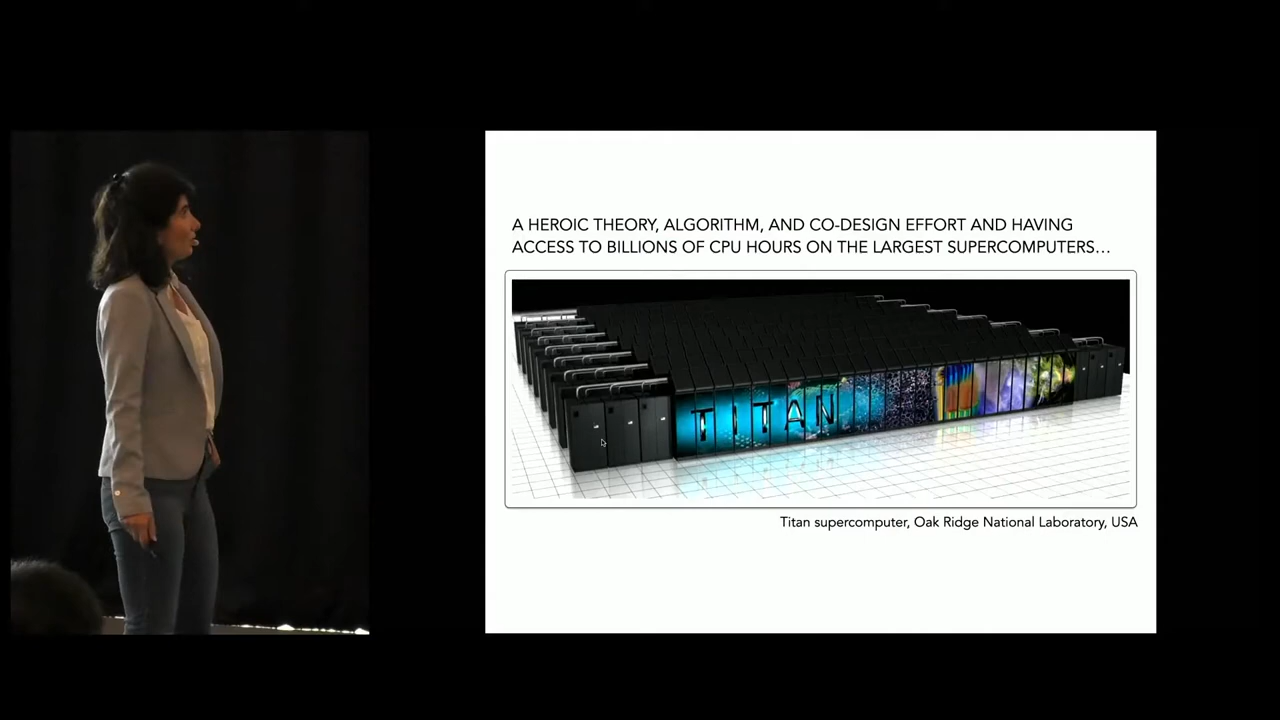 A HEROIC THEORY, ALGORITHM, AND CO-DESIGN EFFORT AND HAVING
ACCESS TO BILLIONS OF CPU HOURS ON THE LARGEST SUPERCOMPUTERS…
TITAN
Titan supercomputer, Oak Ridge National Laboratory, USA